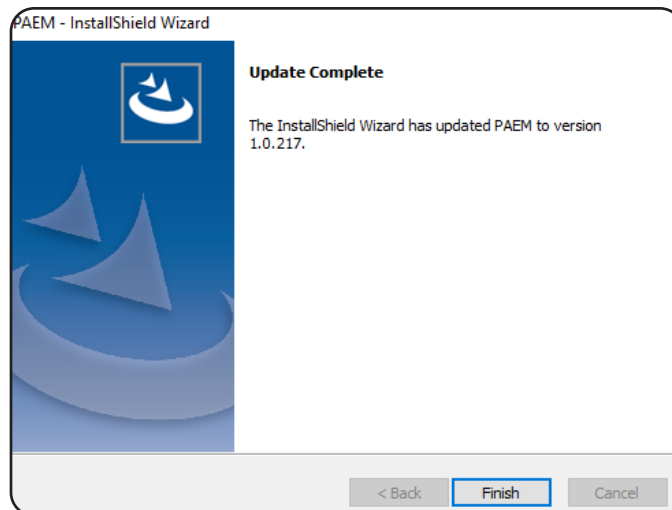 PAEM - InstallShield Wizard
Update Complete
The InstallShield Wizard has updated PAEM to version
1.0.217.
< Back
Finish
Cancel